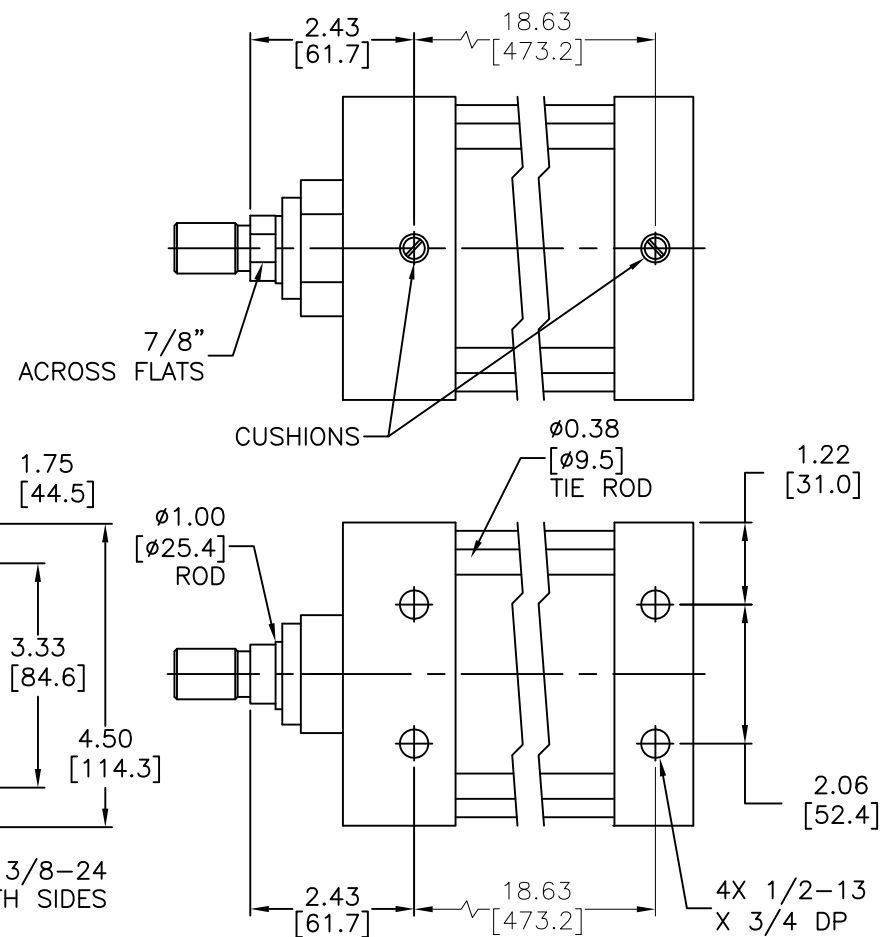 2.43
[61.7]
18.63
[473.2]
7/8”
ACROSS FLATS
CUSHIONS
Ø0.38
[Ø9.5]
TIE ROD
1.75
[44.5]
1.22
[31.0]
Ø1.00
[Ø25.4]
ROD
3.33
[84.6]
4.50
[114.3]
2.06
[52.4]
3/8-24
TH SIDES
2.43
[61.7]
18.63
[473.2]
4X 1/2-13
X 3/4 DP